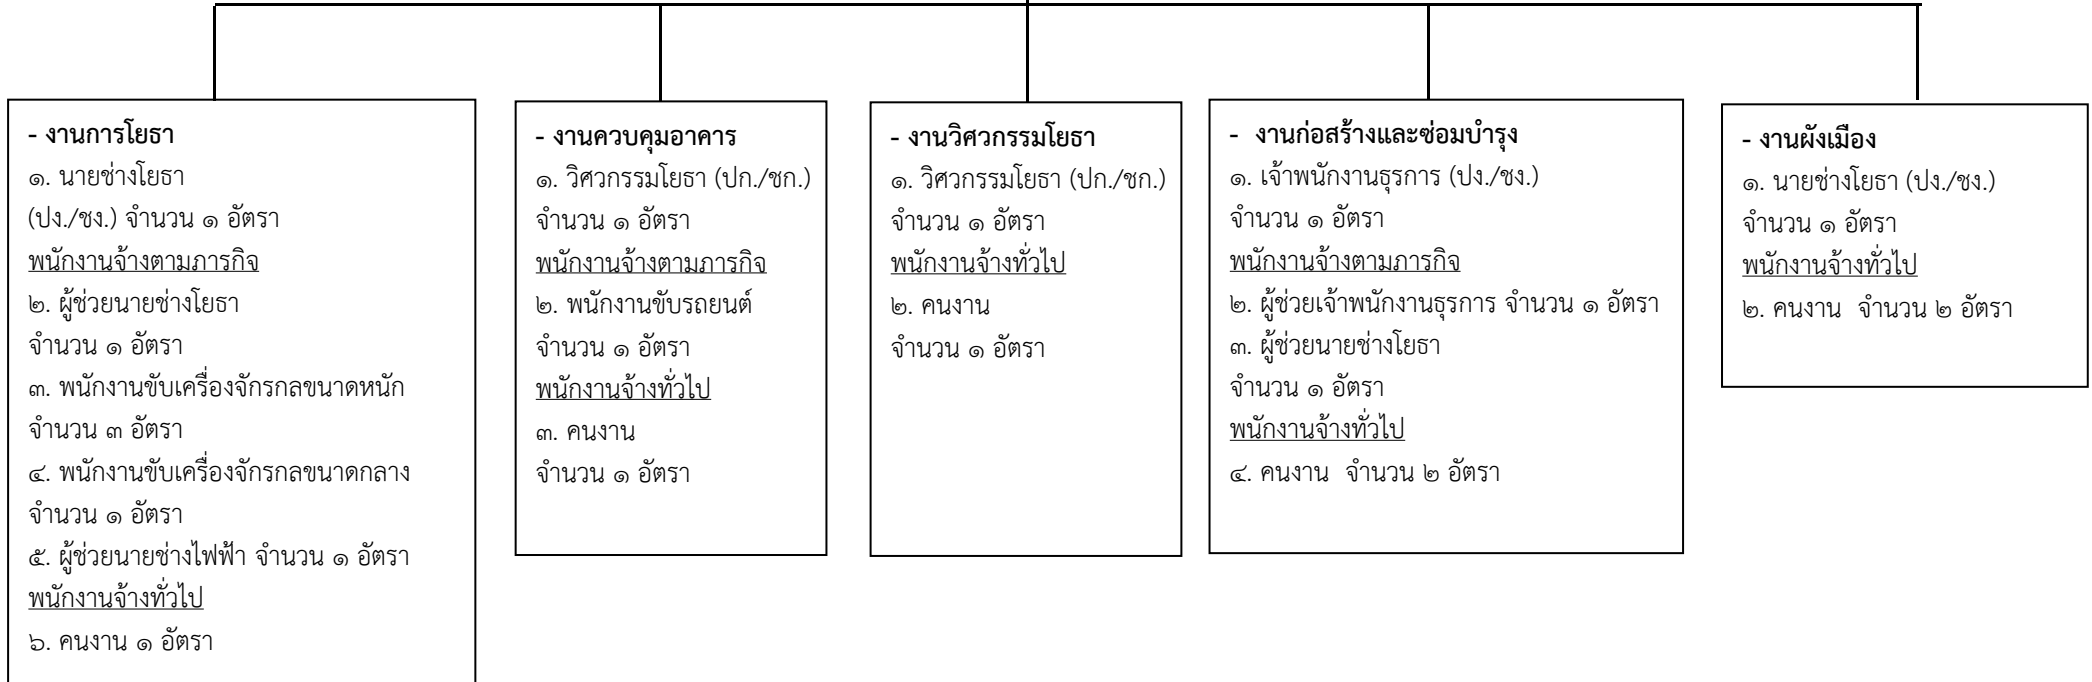 - งานการโยธา
๑. นายช่างโยธา
(ปง./ชง.) จำนวน ๑ อัตรา
พนักงานจ้างตามภารกิจ
๒. ผู้ช่วยนายช่างโยธา
จำนวน ๑ อัตรา
๓. พนักงานขับเครื่องจักรกลขนาดหนัก
จำนวน ๓ อัตรา
๔. พนักงานขับเครื่องจักรกลขนาดกลาง
จำนวน ๑ อัตรา
๕. ผู้ช่วยนายช่างไฟฟ้า จำนวน ๑ อัตรา
พนักงานจ้างทั่วไป
๖. คนงาน ๑ อัตรา
- งานควบคุมอาคาร
๑. วิศวกรรมโยธา (ปก./ชก.)
จำนวน ๑ อัตรา
พนักงานจ้างตามภารกิจ
๒. พนักงานขับรถยนต์
จำนวน ๑ อัตรา
พนักงานจ้างทั่วไป
๓. คนงาน
จำนวน ๑ อัตรา
- งานวิศวกรรมโยธา
๑. วิศวกรรมโยธา (ปก./ชก.)
จำนวน ๑ อัตรา
พนักงานจ้างทั่วไป
๒. คนงาน
จำนวน ๑ อัตรา
- งานก่อสร้างและซ่อมบำรุง
๑. เจ้าพนักงานธุรการ (ปง./ชง.)
จำนวน ๑ อัตรา
พนักงานจ้างตามภารกิจ
๒. ผู้ช่วยเจ้าพนักงานธุรการ จำนวน ๑ อัตรา
๓. ผู้ช่วยนายช่างโยธา
จำนวน ๑ อัตรา
พนักงานจ้างทั่วไป
๔. คนงาน จำนวน ๒ อัตรา
- งานผังเมือง
๑. นายช่างโยธา (ปง./ชง.)
จำนวน ๑ อัตรา
พนักงานจ้างทั่วไป
๒. คนงาน จำนวน ๒ อัตรา